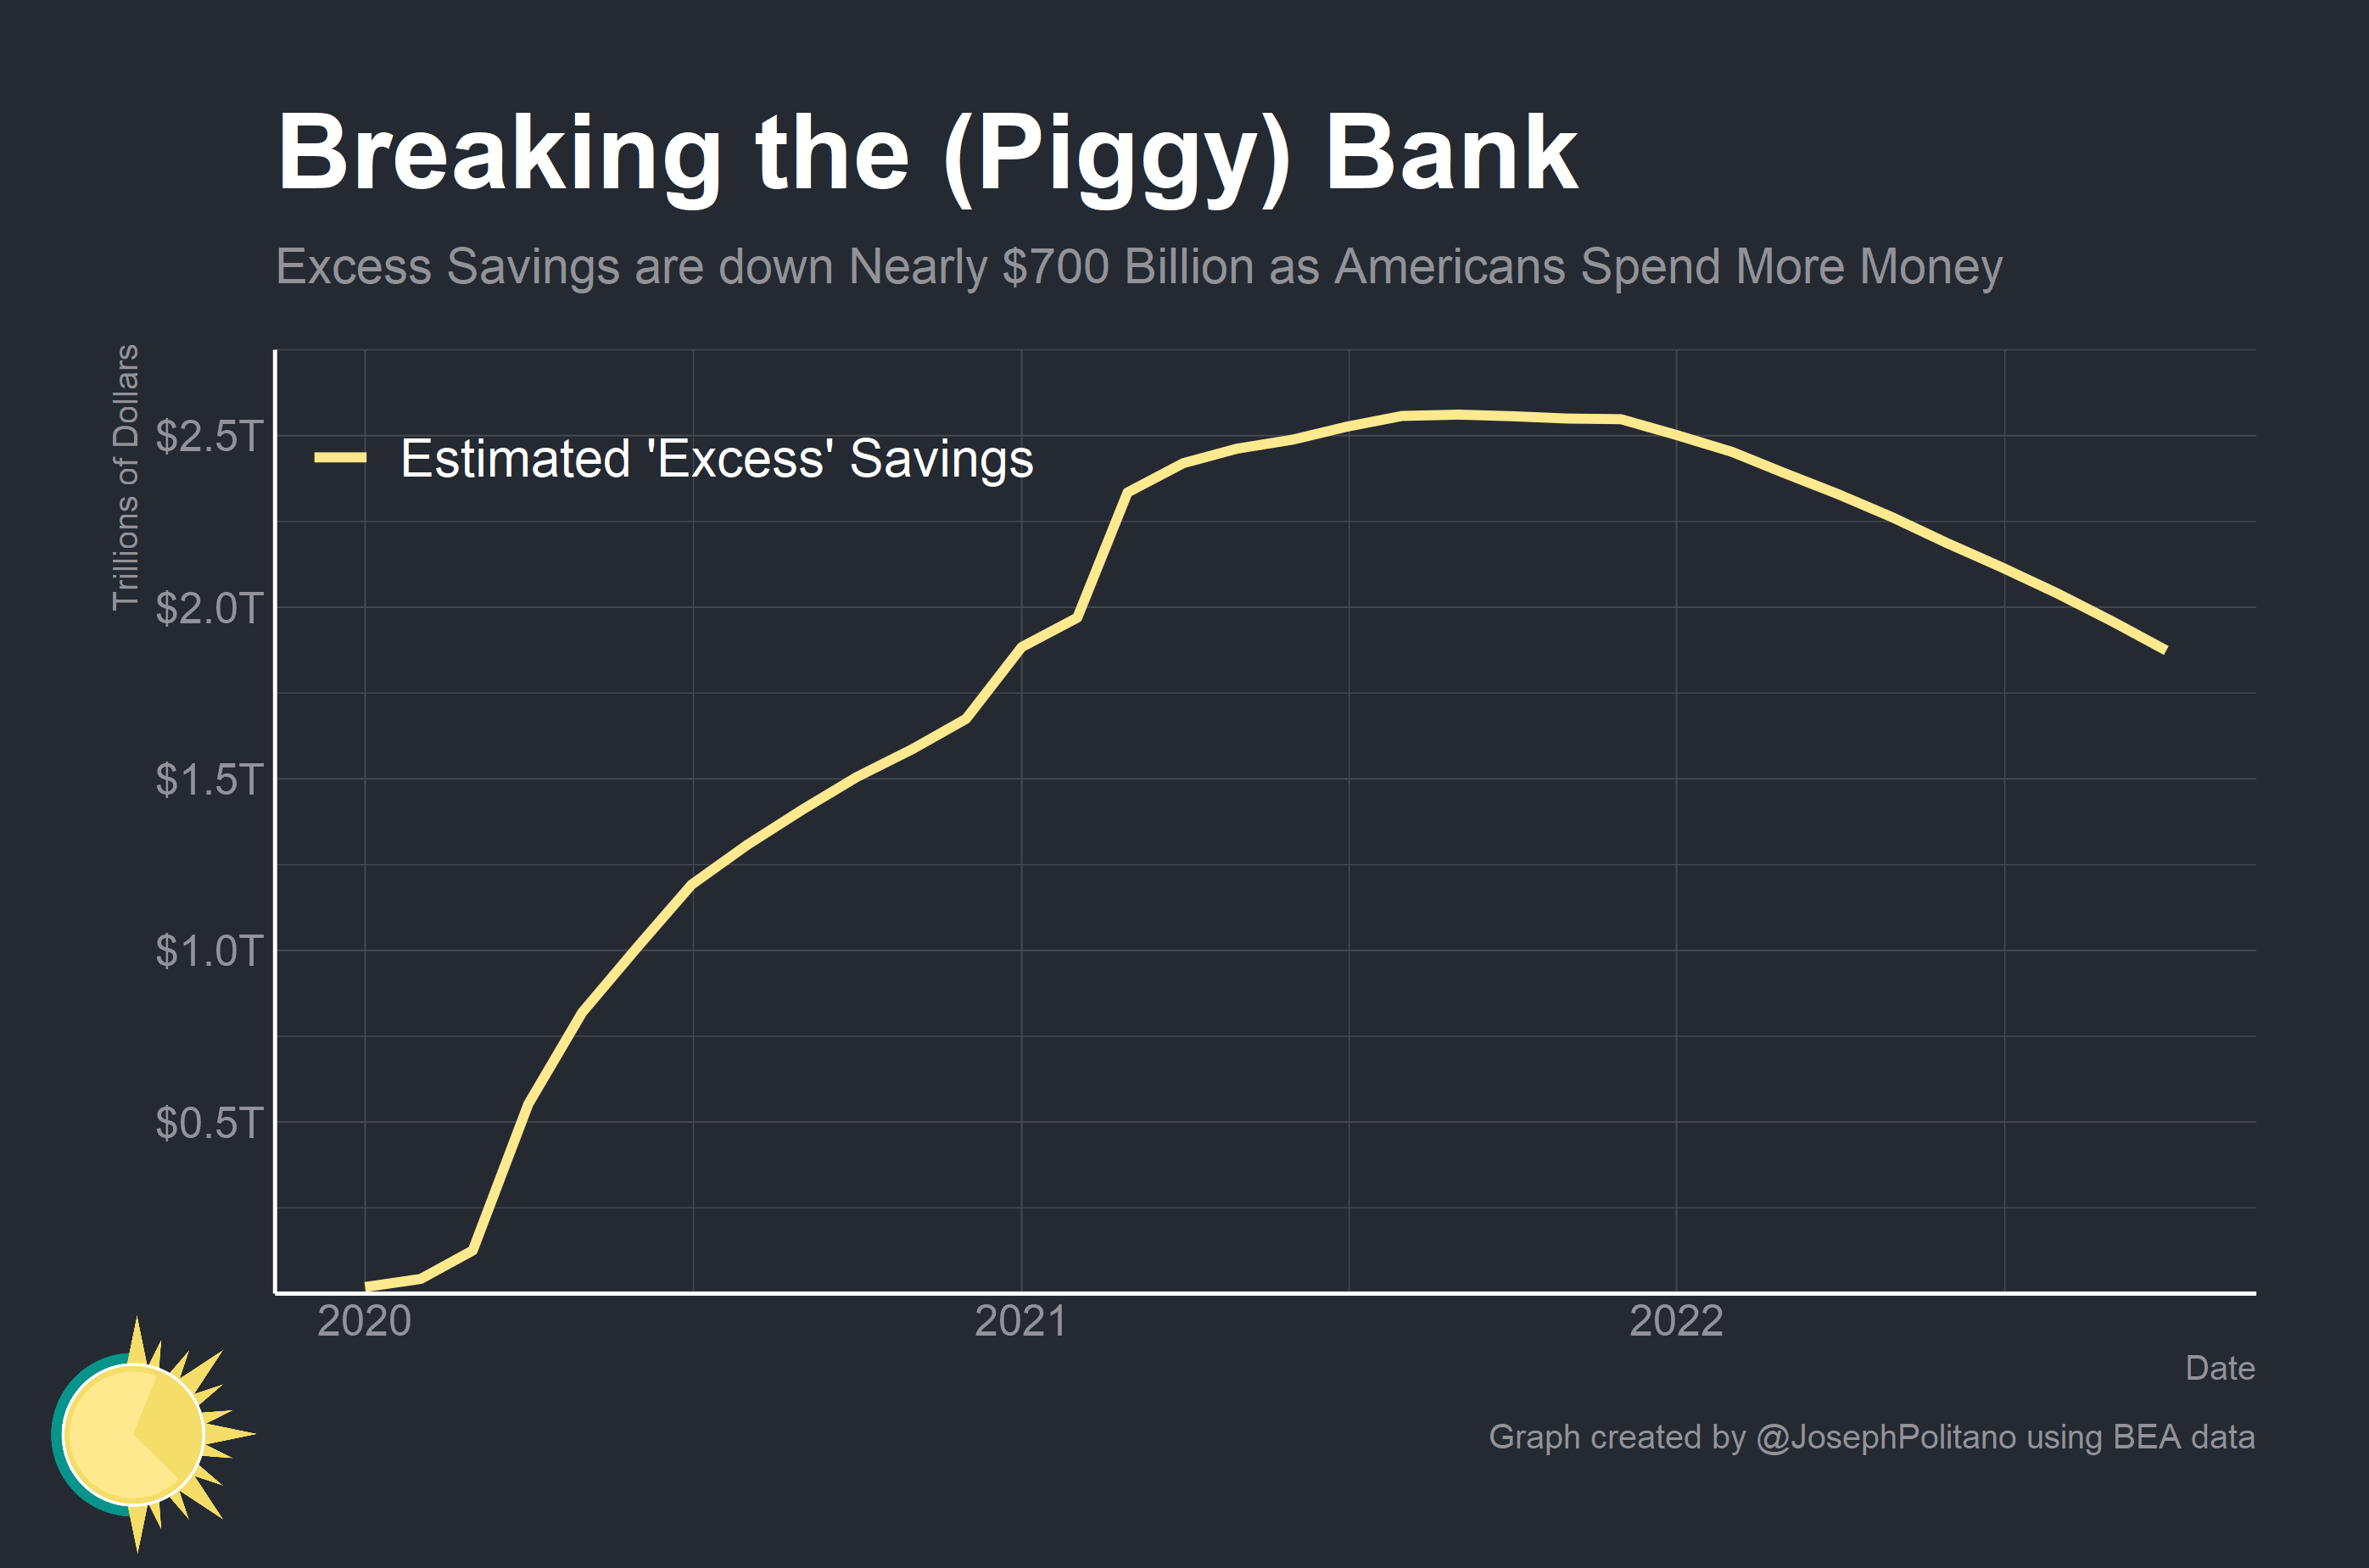 Breaking the (Piggy) Bank
Excess Savings are down Nearly $700 Billion as Americans Spend More Money
Trillions of Dollars
$2.5T
$2.0T
$1.5T
$1.0T
$0.5T
Estimated 'Excess' Savings
2020
2021
2022
Date
Graph created by @JosephPolitano using BEA data